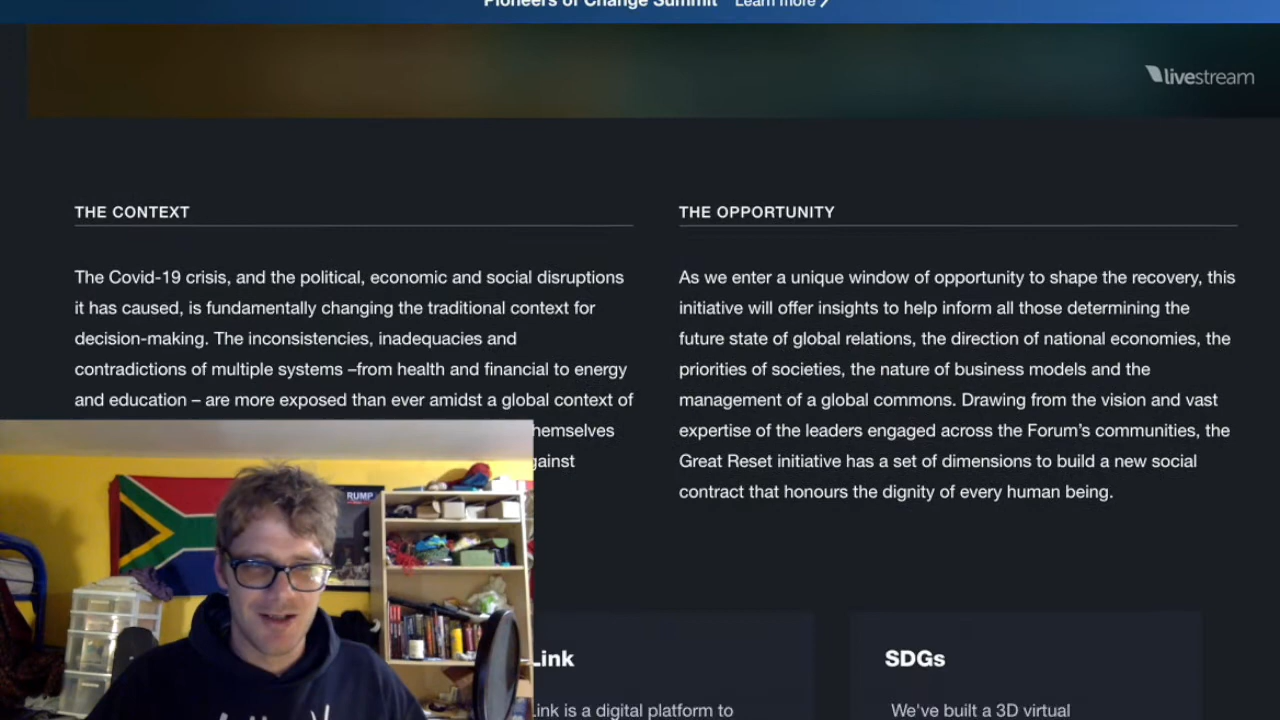 Pioneers of Change Summit Learn more
livestream
THE CONTEXT
The Covid-19 crisis, and the political, economic and social disruptions
it has caused, is fundamentally changing the traditional context for
decision-making. The inconsistencies, inadequacies and
contradictions of multiple systems –from health and financial to energy
and education – are more exposed than ever amidst a global context of
hemselves
gainst
THE OPPORTUNITY
As we enter a unique window of opportunity to shape the recovery, this
initiative will offer insights to help inform all those determining the
future state of global relations, the direction of national economies, the
priorities of societies, the nature of business models and the
management of a global commons. Drawing from the vision and vast
expertise of the leaders engaged across the Forum’s communities, the
Great Reset initiative has a set of dimensions to build a new social
contract that honours the dignity of every human being.
RUMP
Link
Link is a digital platform to
SDGs
We've built a 3D virtual